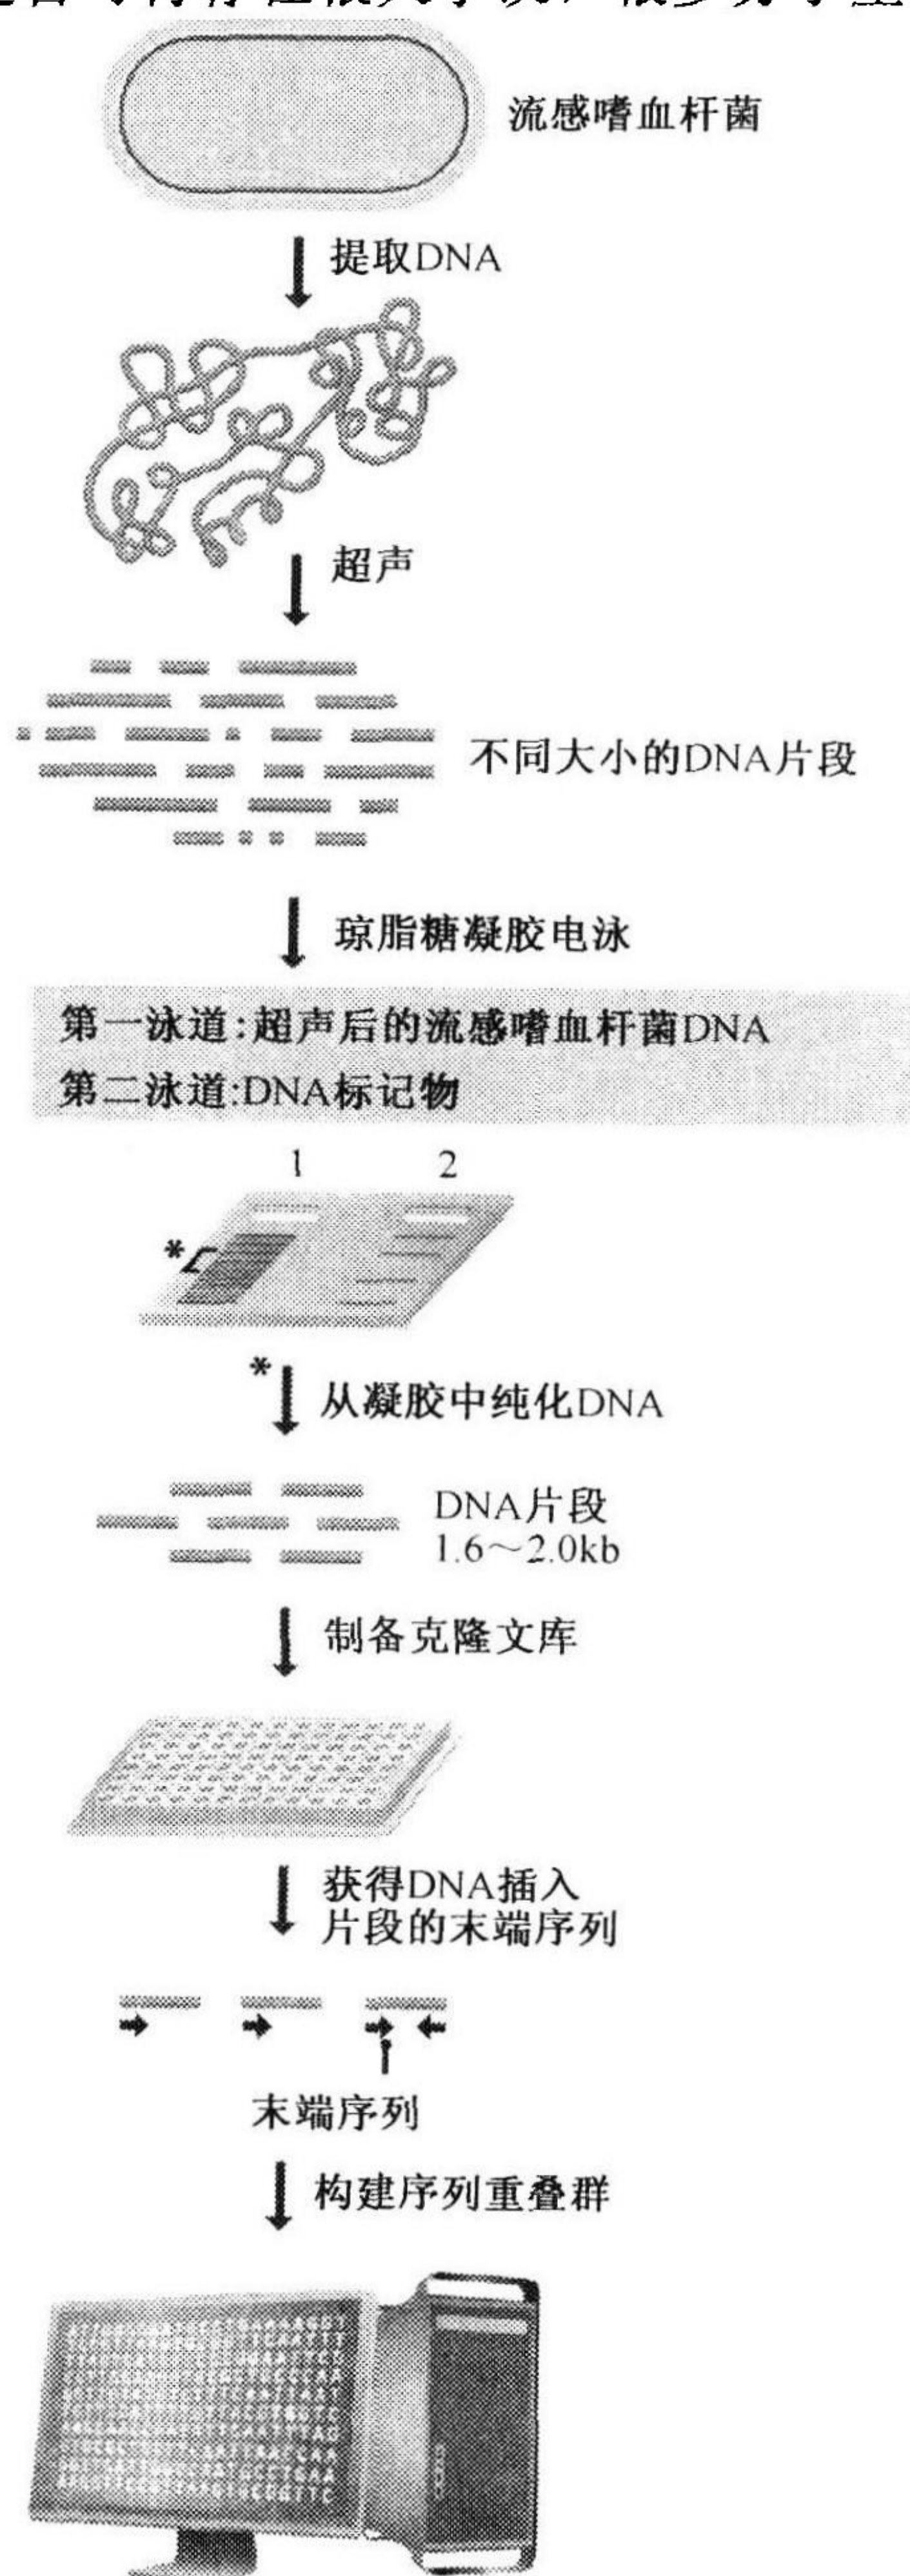 流感嗜血杆菌
提取DNA
超声
不同大小的DNA片段
琼脂糖凝胶电泳
第一泳道:超声后的流感嗜血杆菌DNA
第二泳道:DNA标记物
1 2
*
*
从凝胶中纯化DNA
DNA片段
1.6～2.0kb
制备克隆文库
获得DNA插入
片段的末端序列
末端序列
构建序列重叠群